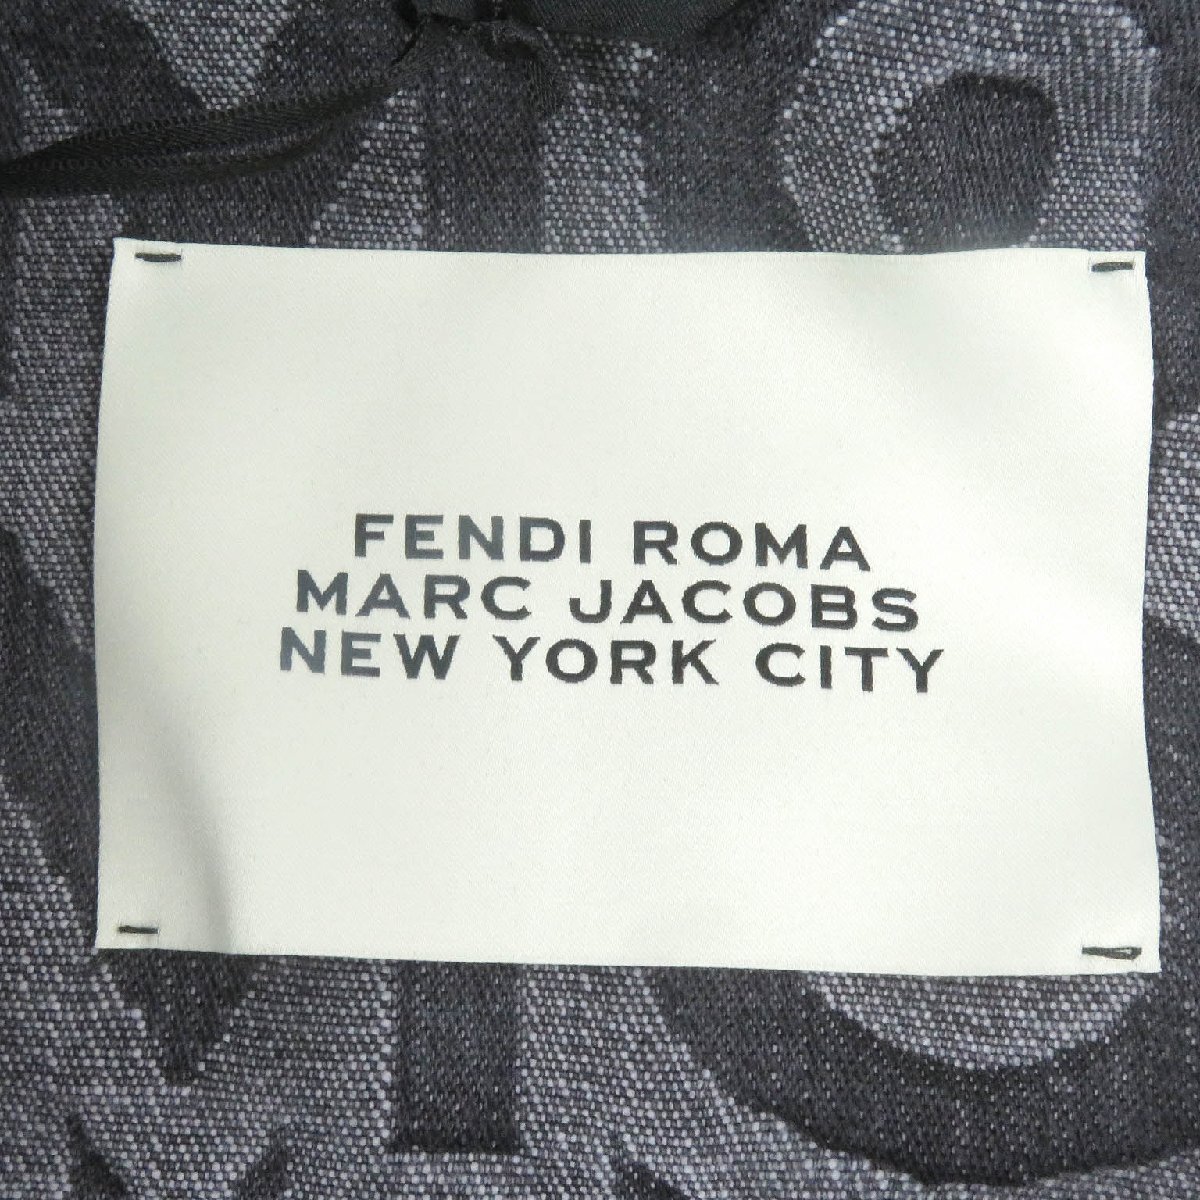 FENDI ROMA
MARC JACOBS
NEW YORK CITY